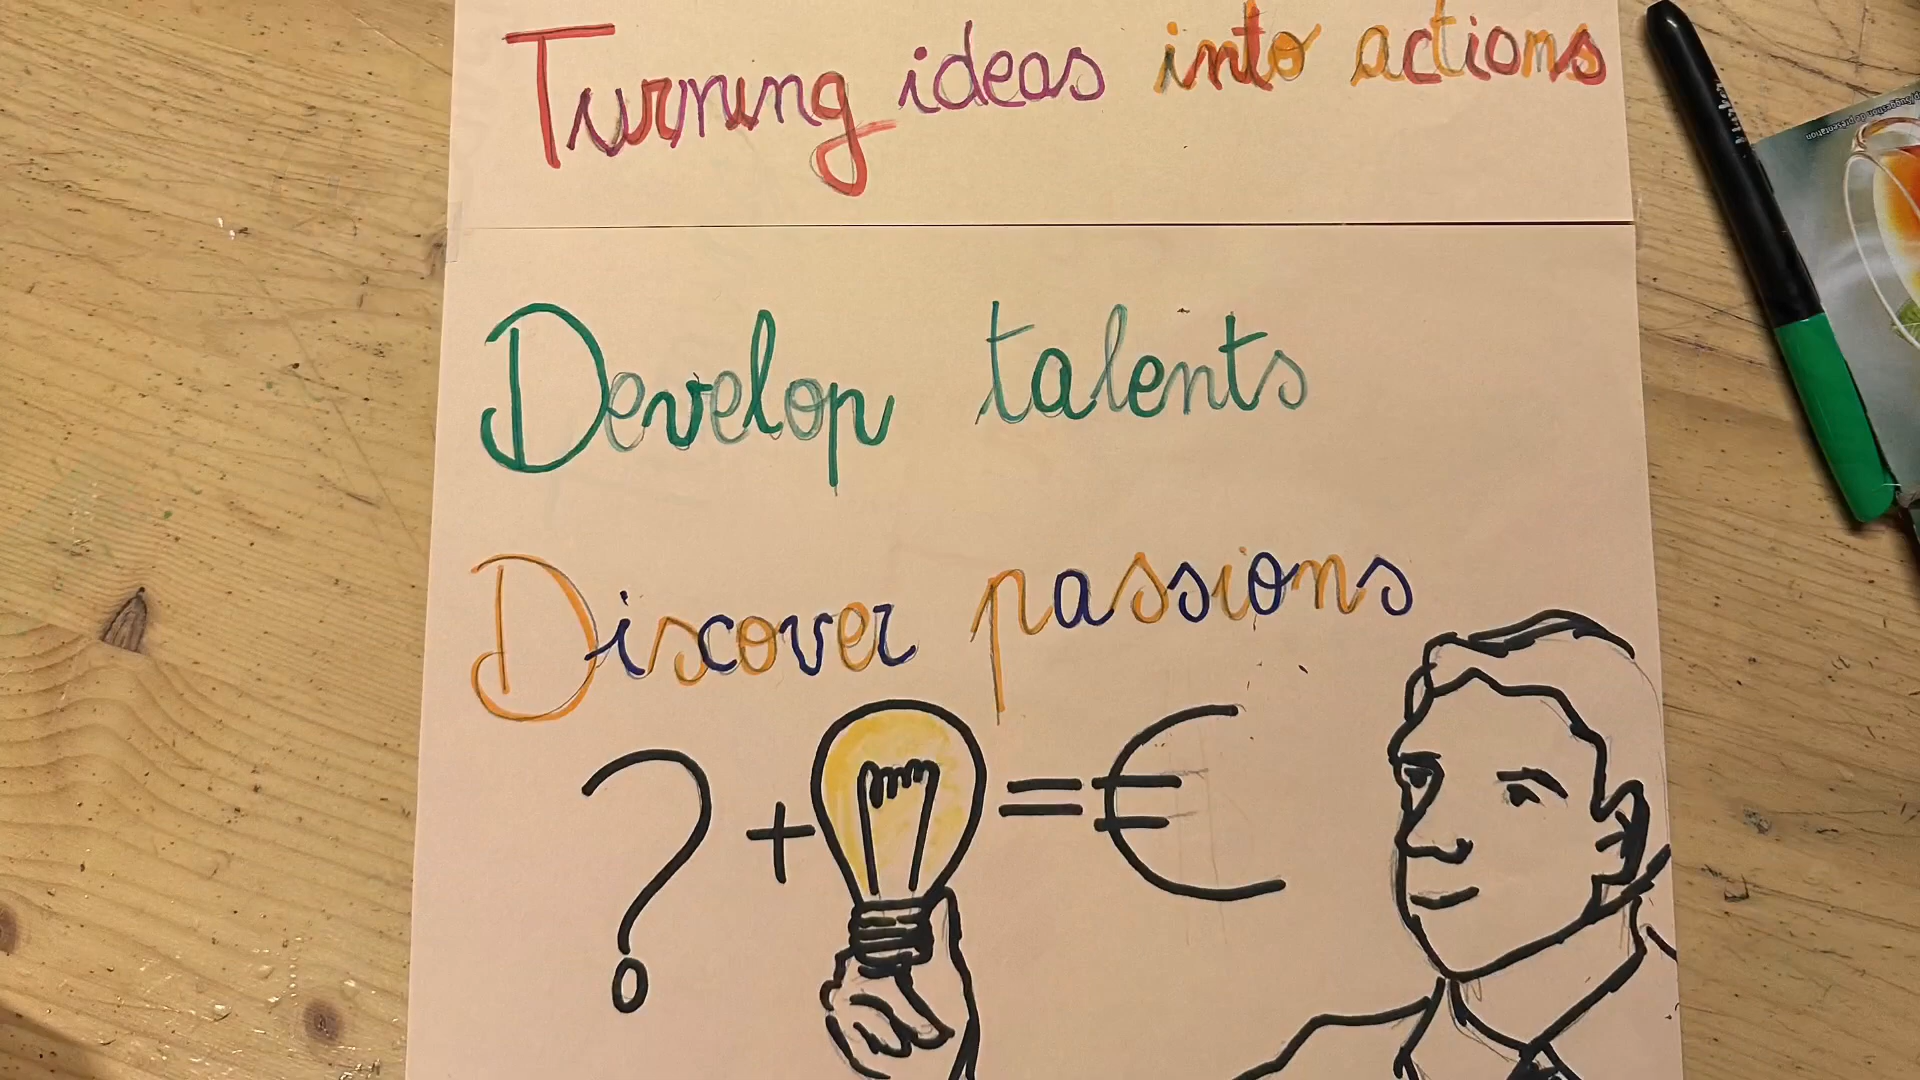 Turning ideas into actions
Develop talents
Discover passions
? + = €